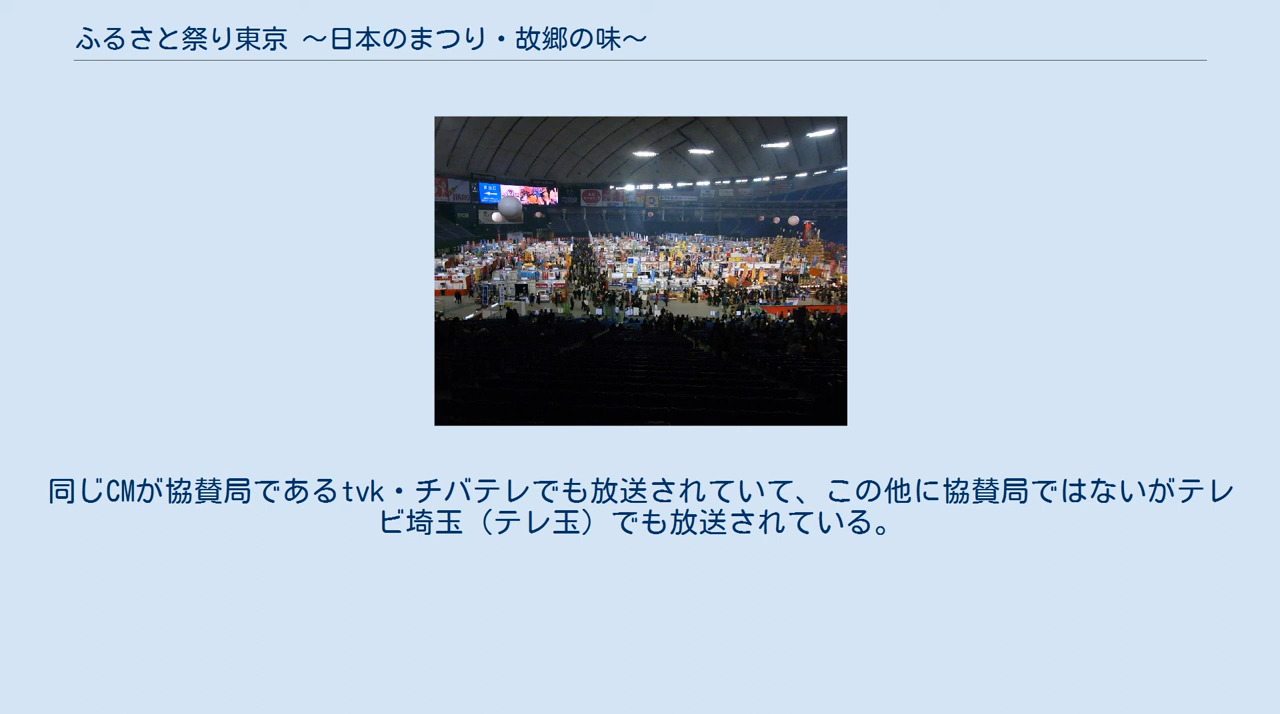 ふるさと祭り東京 〜日本のまつり・故郷の味〜
同じCMが協賛局であるtvk・チバテレでも放送されていて、この他に協賛局ではないがテレ
ビ埼玉（テレ玉）でも放送されている。